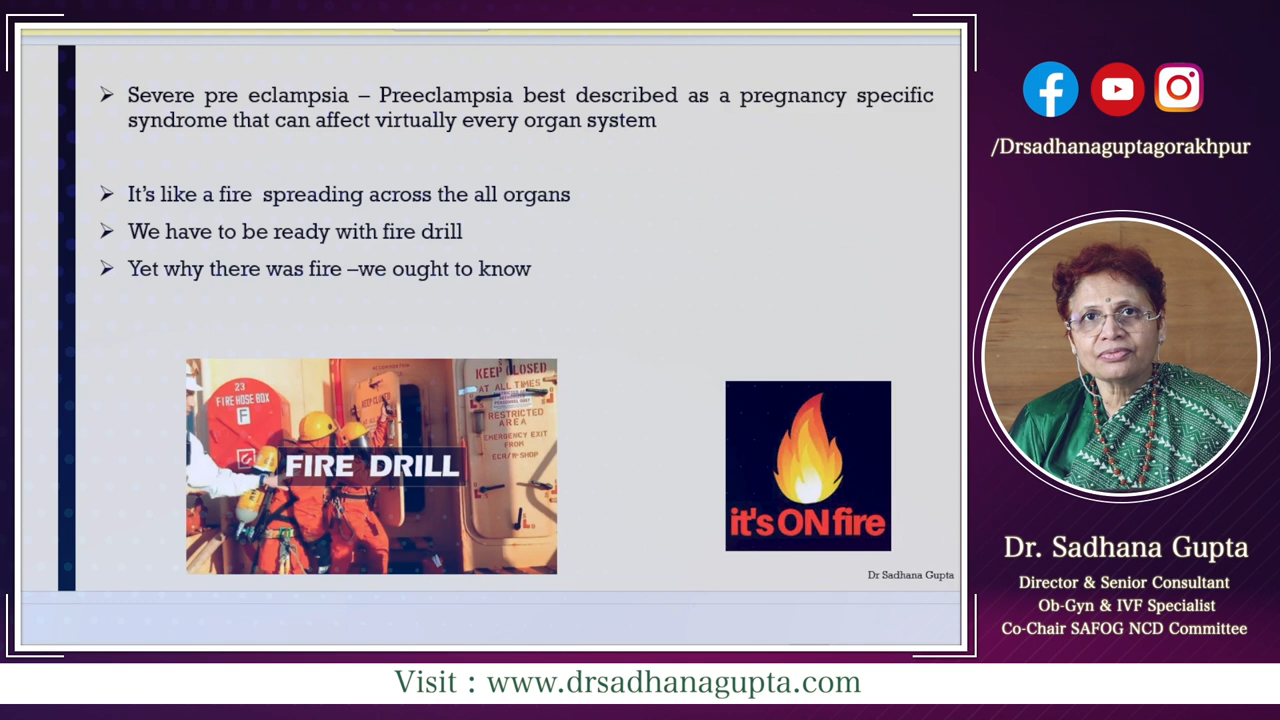 Severe pre eclampsia – Preeclampsia best described as a pregnancy specific
syndrome that can affect virtually every organ system
It's like a fire spreading across the all organs
We have to be ready with fire drill
Yet why there was fire –we ought to know
23
FIRE HOSE BOX
F
KEEP CLOSED
KEEP CLOSED
AT ALL TIMES
RESTRICTED
AREA
EMERGENCY EXIT
FROM
FIRE DRILL
it's ON fire
Dr Sadhana Gupta
/Drsadhanaguptagorakhpur
Dr. Sadhana Gupta
Director & Senior Consultant
Ob-Gyn & IVF Specialist
Co-Chair SAFOG NCD Committee
Visit : www.drsadhanagupta.com